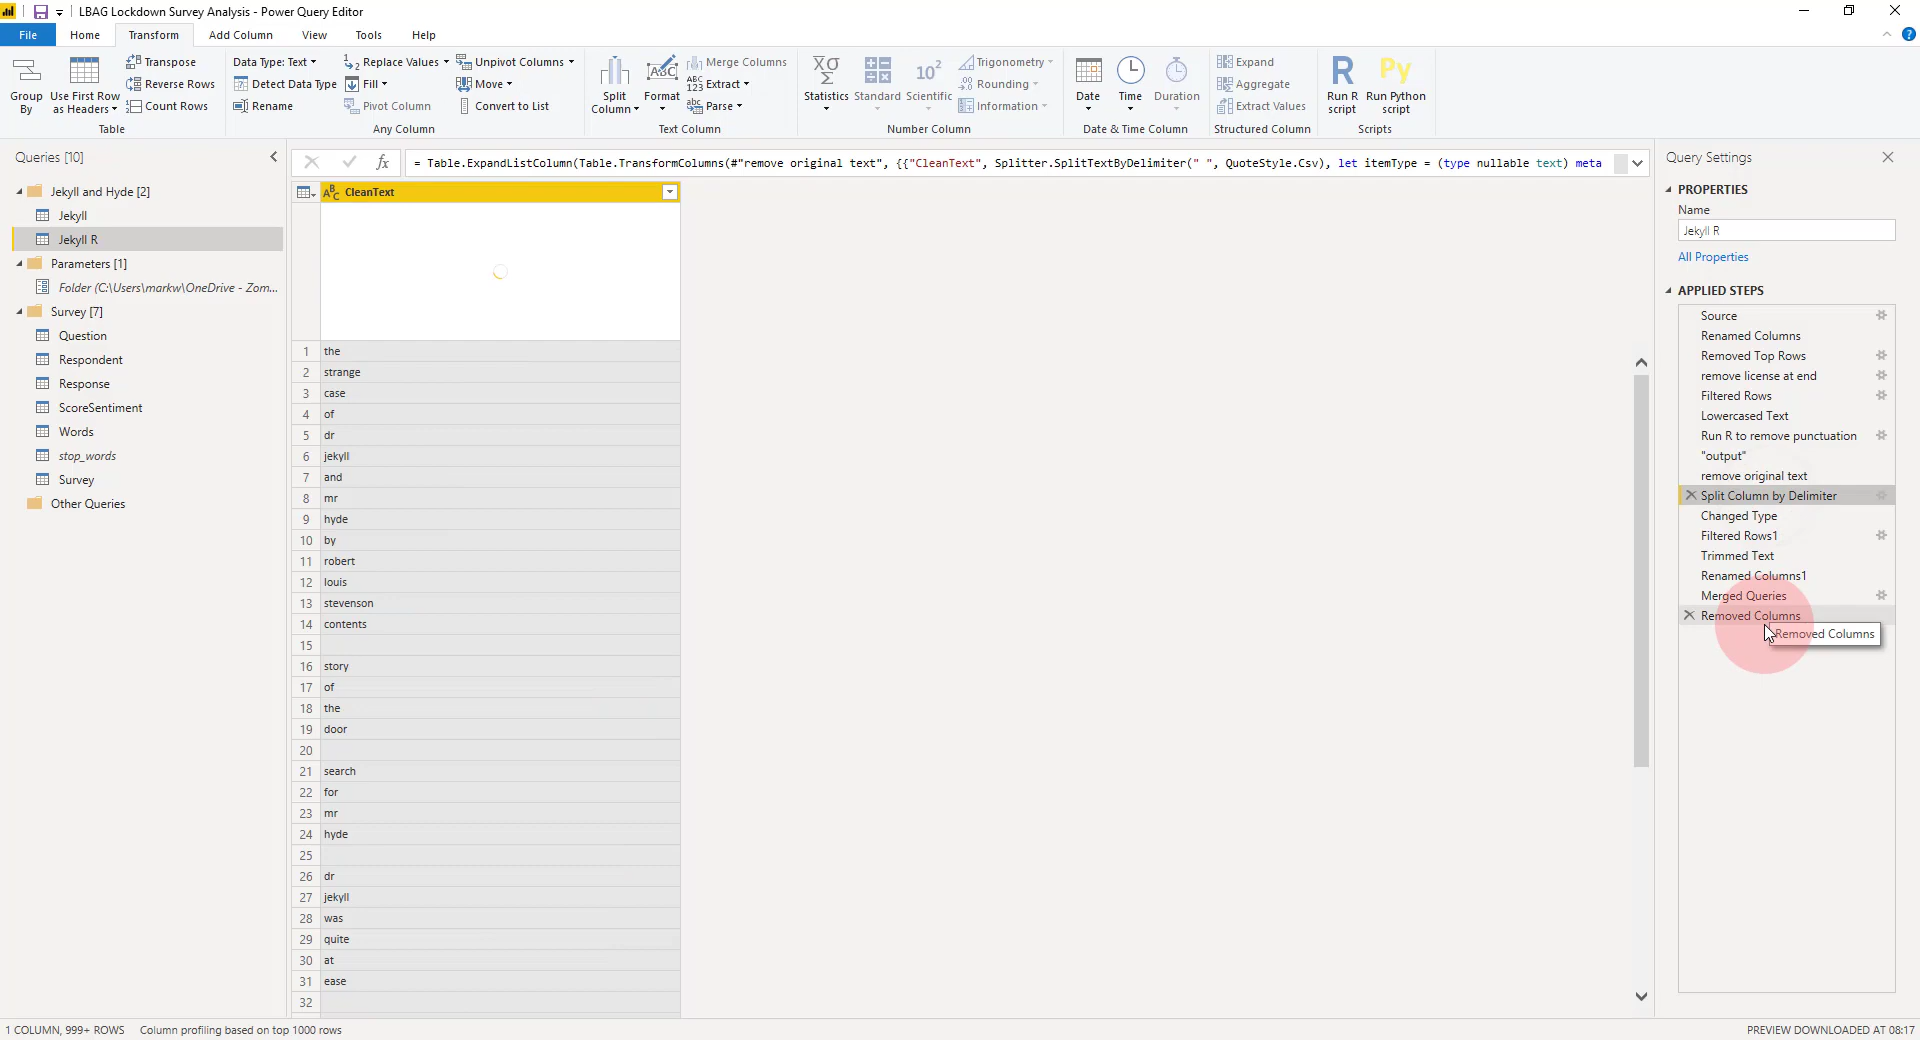 LBAG Lockdown Survey Analysis - Power Query Editor
File Home Transform Add Column View Tools Help
Group By
Use First Row as Headers
Transpose
Reverse Rows
Count Rows
Table
Data Type: Text
Detect Data Type
Rename
Replace Values
Fill
Pivot Column
Unpivot Columns
Move
Convert to List
Any Column
Split Column
Format
Merge Columns
Extract
Parse
Text Column
Statistics
Standard
Scientific
Trigonometry
Rounding
Information
Number Column
Date
Time
Duration
Date & Time Column
Expand
Aggregate
Extract Values
Structured Column
Run R script
Run Python script
Scripts
Queries [10]
Jekyll and Hyde [2]
Jekyll
Jekyll R
Parameters [1]
Folder (C:\Users\markw\OneDrive - Zom...
Survey [7]
Question
Respondent
Response
ScoreSentiment
Words
stop_words
Survey
Other Queries
fx
= Table.ExpandListColumn(Table.TransformColumns(#"remove original text", {{"CleanText", Splitter.SplitTextByDelimiter(" ", QuoteStyle.Csv), let itemType = (type nullable text) meta
ABC CleanText
1 the
2 strange
3 case
4 of
5 dr
6 jekyll
7 and
8 mr
9 hyde
10 by
11 robert
12 louis
13 stevenson
14 contents
15
16 story
17 of
18 the
19 door
20
21 search
22 for
23 mr
24 hyde
25
26 dr
27 jekyll
28 was
29 quite
30 at
31 ease
32
Query Settings
PROPERTIES
Name
Jekyll R
All Properties
APPLIED STEPS
Source
Renamed Columns
Removed Top Rows
remove license at end
Filtered Rows
Lowercased Text
Run R to remove punctuation
"output"
remove original text
Split Column by Delimiter
Changed Type
Filtered Rows1
Trimmed Text
Renamed Columns1
Merged Queries
Removed Columns
Removed Columns
1 COLUMN, 999+ ROWS Column profiling based on top 1000 rows
PREVIEW DOWNLOADED AT 08:17